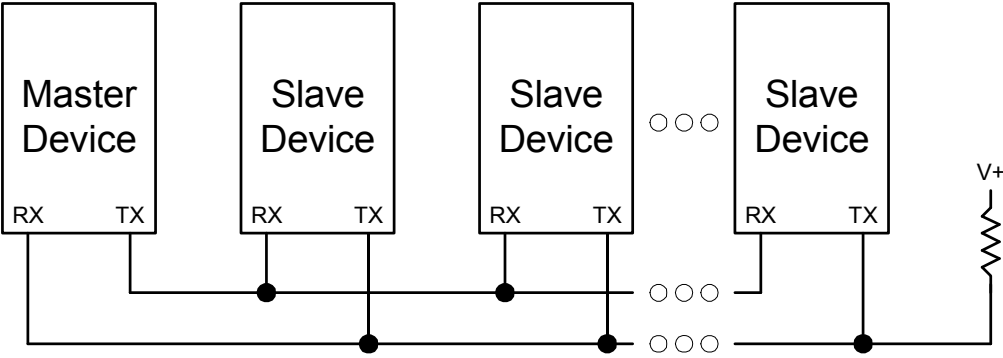 Master
Device
Slave
Device
Slave
Device
Slave
Device
V+
RX TX
RX TX
RX TX
RX TX